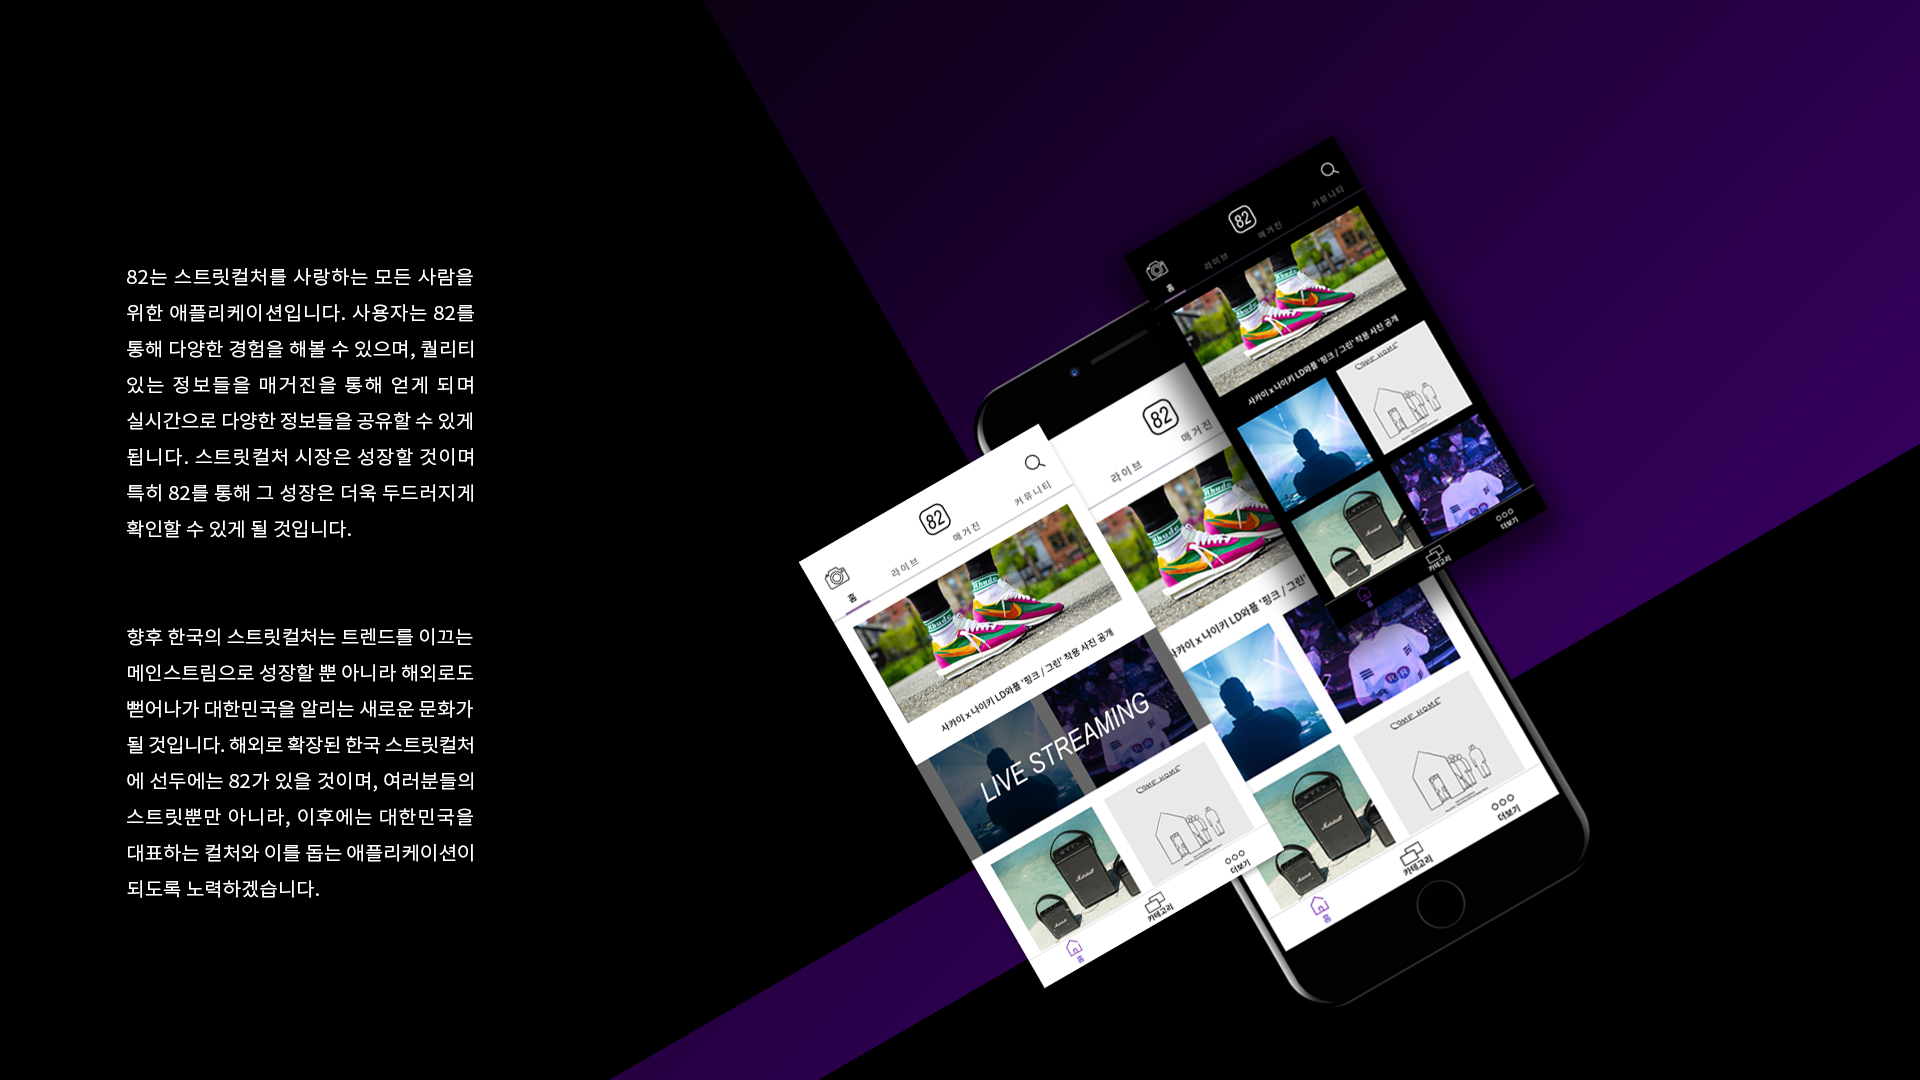 82는 스트릿컬처를 사랑하는 모든 사람을
위한 애플리케이션입니다. 사용자는 82를
통해 다양한 경험을 해볼 수 있으며, 퀄리티
있는 정보들을 매거진을 통해 얻게 되며
실시간으로 다양한 정보들을 공유할 수 있게
됩니다. 스트릿컬처 시장은 성장할 것이며
특히 82를 통해 그 성장은 더욱 두드러지게
확인할 수 있게 될 것입니다.
향후 한국의 스트릿컬처는 트렌드를 이끄는
메인스트림으로 성장할 뿐 아니라 해외로도
뻗어나가 대한민국을 알리는 새로운 문화가
될 것입니다. 해외로 확장된 한국 스트릿컬처
에 선두에는 82가 있을 것이며, 여러분들의
스트릿뿐만 아니라, 이후에는 대한민국을
대표하는 컬처와 이를 돕는 애플리케이션이
되도록 노력하겠습니다.
82
홈 라이브 매거진 커뮤니티
Rhude
Rhude
사카이 x 나이키 LD와플 '핑크 / 그린' 착용 사진 공개
LIVE STREAMING
COME HOME
Marshall
Marshall
홈 카테고리 더보기
82
라이브 매거진
Rhude
Rhude
사카이 x 나이키 LD와플 '핑크 / 그린'
COME HOME
Marshall
Marshall
홈 카테고리 더보기
82
홈 라이브 매거진 커뮤니티
Rhude
Rhude
사카이 x 나이키 LD와플 '핑크 / 그린' 착용 사진 공개
COME HOME
Marshall
Marshall
홈 카테고리 더보기